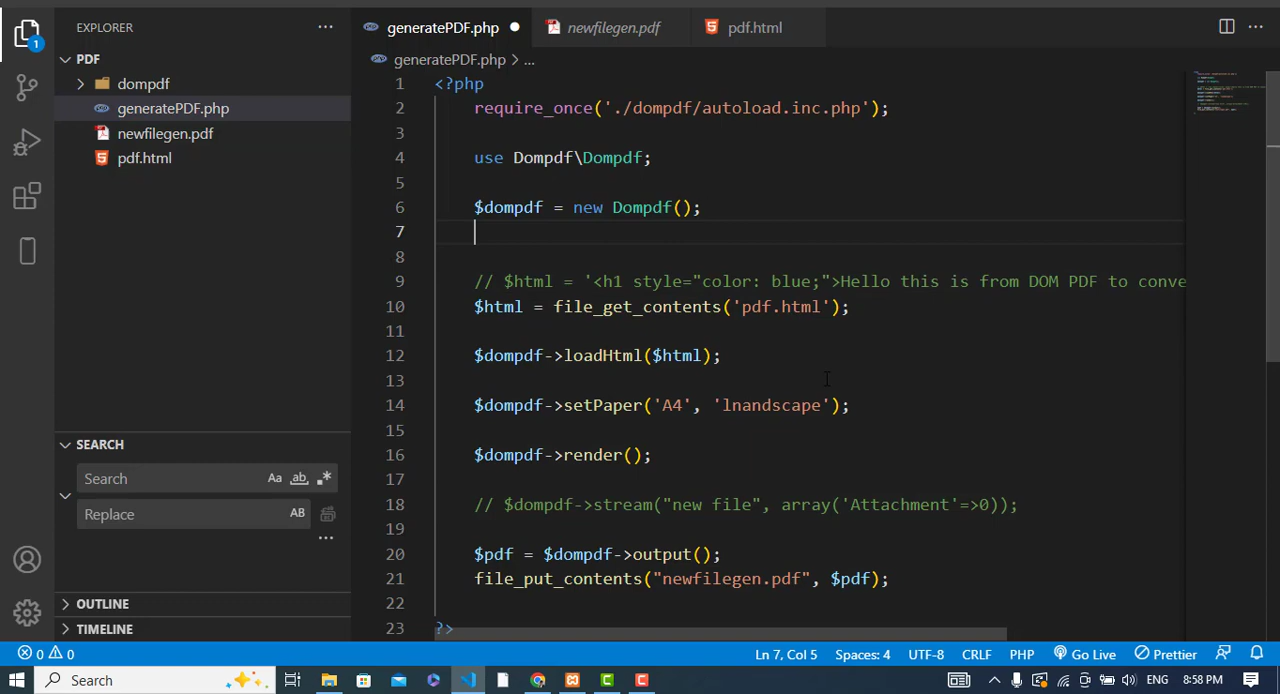 EXPLORER
generatePDF.php
newfilegen.pdf
pdf.html
PDF
generatePDF.php > ...
dompdf
generatePDF.php
newfilegen.pdf
pdf.html
1 <?php
2 require_once('./dompdf/autoload.inc.php');
3
4 use Dompdf\Dompdf;
5
6 $dompdf = new Dompdf();
7
8
9 // $html = '<h1 style="color: blue;">Hello this is from DOM PDF to conve
10 $html = file_get_contents('pdf.html');
11
12 $dompdf->loadHtml($html);
13
14 $dompdf->setPaper('A4', 'lnandscape');
15
16 $dompdf->render();
17
18 // $dompdf->stream("new file", array('Attachment'=>0));
19
20 $pdf = $dompdf->output();
21 file_put_contents("newfilegen.pdf", $pdf);
22
23 ?>
SEARCH
Search Aa ab
Replace AB
OUTLINE
TIMELINE
1
0 0 Ln 7, Col 5 Spaces: 4 UTF-8 CRLF PHP Go Live Prettier
Search ENG 8:58 PM